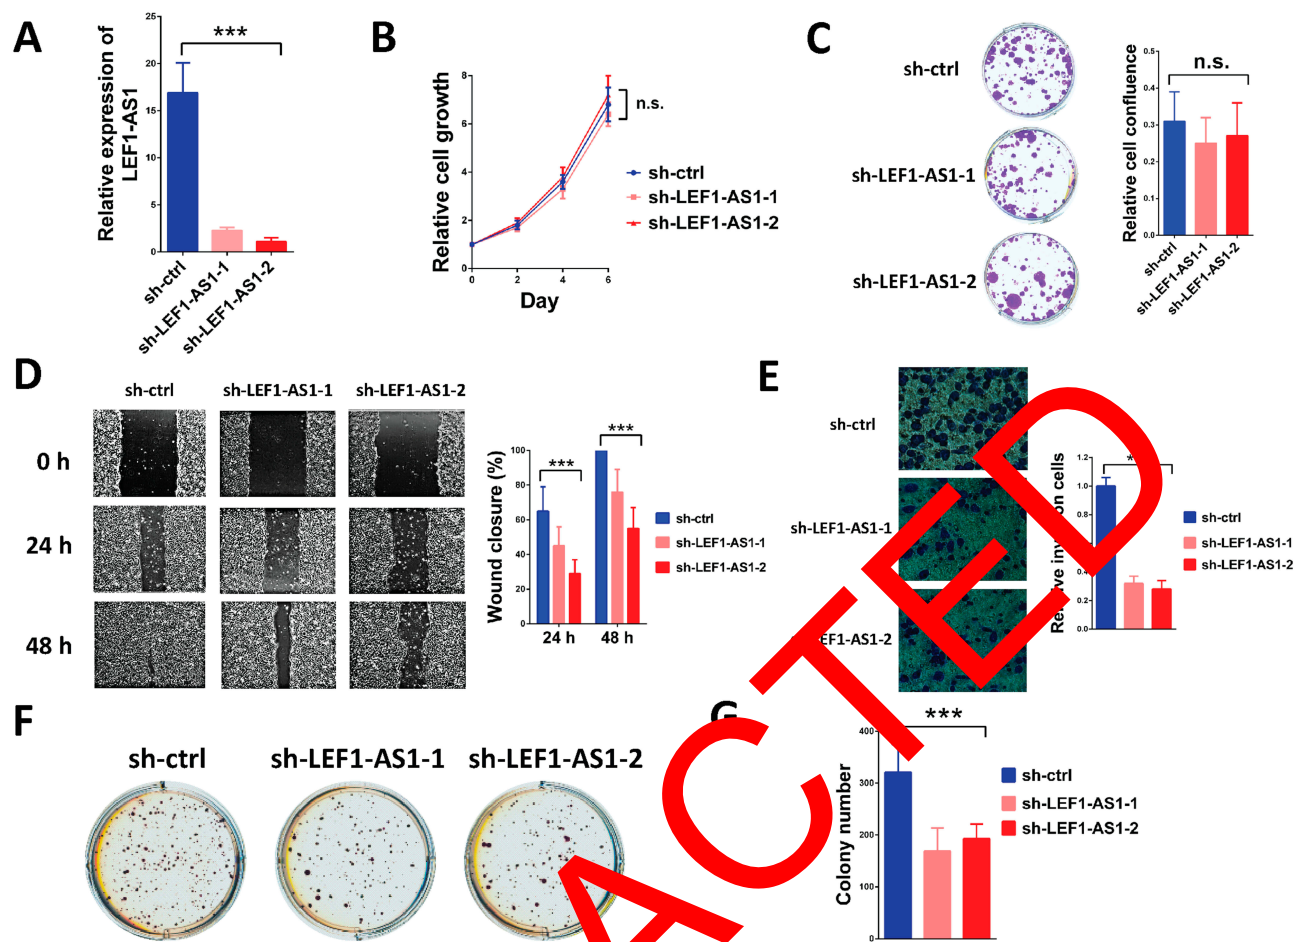 A
Relative expression of
LEF1-AS1
25
20
15
10
5
0
***
sh-ctrl
sh-LEF1-AS1-1
sh-LEF1-AS1-2
B
Relative cell growth
8
6
4
2
0
0 2 4 6
Day
n.s.
sh-ctrl
sh-LEF1-AS1-1
sh-LEF1-AS1-2
C
sh-ctrl
sh-LEF1-AS1-1
sh-LEF1-AS1-2
Relative cell confluence
0.5
0.4
0.3
0.2
0.1
0.0
n.s.
sh-ctrl
sh-LEF1-AS1-1
sh-LEF1-AS1-2
D
sh-ctrl sh-LEF1-AS1-1 sh-LEF1-AS1-2
0 h
24 h
48 h
Wound closure (%)
100
80
60
40
20
0
***
***
24 h 48 h
sh-ctrl
sh-LEF1-AS1-1
sh-LEF1-AS1-2
E
sh-ctrl
sh-LEF1-AS1-1
EF1-AS1-2
Relative inv on cells
1.2
1.0
0.4
0.2
0.0
*
sh-ctrl
sh-LEF1-AS1-1
sh-LEF1-AS1-2
F
sh-ctrl sh-LEF1-AS1-1 sh-LEF1-AS1-2
G
Colony number
400
300
200
100
0
***
sh-ctrl
sh-LEF1-AS1-1
sh-LEF1-AS1-2
ACTED